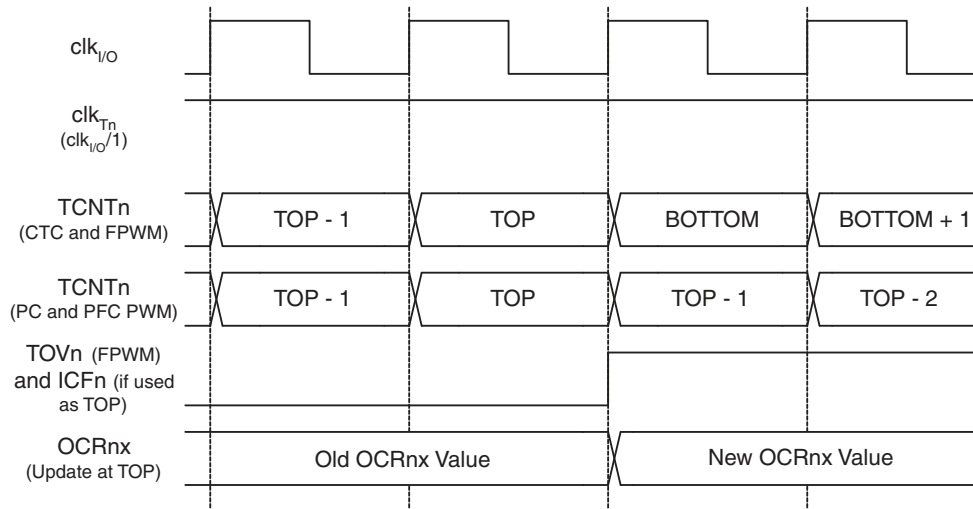 clkI/O
clkTn
(clkI/O/1)
TCNTn
(CTC and FPWM)
TOP - 1
TOP
BOTTOM
BOTTOM + 1
TCNTn
(PC and PFC PWM)
TOP - 1
TOP
TOP - 1
TOP - 2
TOVn (FPWM)
and ICFn (if used
as TOP)
OCRnx
(Update at TOP)
Old OCRnx Value
New OCRnx Value